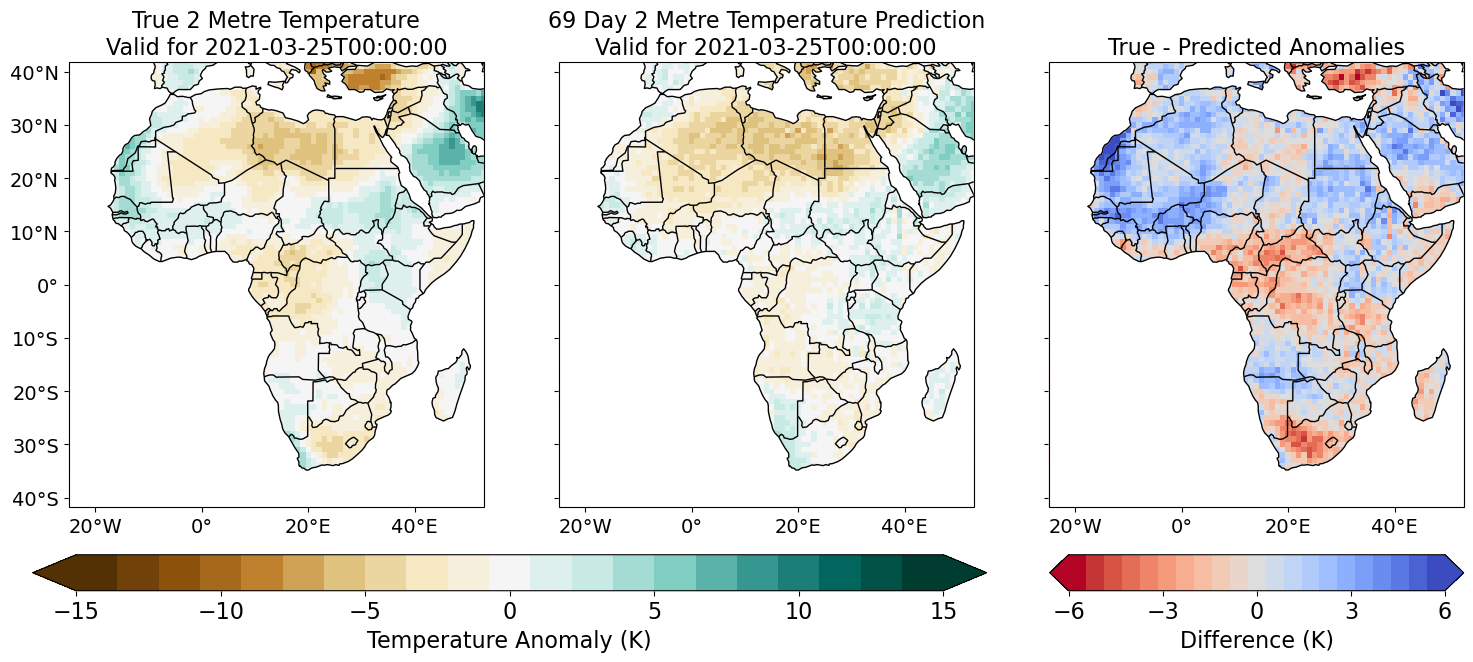 True 2 Metre Temperature
Valid for 2021-03-25T00:00:00
69 Day 2 Metre Temperature Prediction
Valid for 2021-03-25T00:00:00
True - Predicted Anomalies
40°N
30°N
20°N
10°N
0°
10°S
20°S
30°S
40°S
20°W 0° 20°E 40°E
20°W 0° 20°E 40°E
20°W 0° 20°E 40°E
−15 −10 −5 0 5 10 15
Temperature Anomaly (K)
−6 −3 0 3 6
Difference (K)